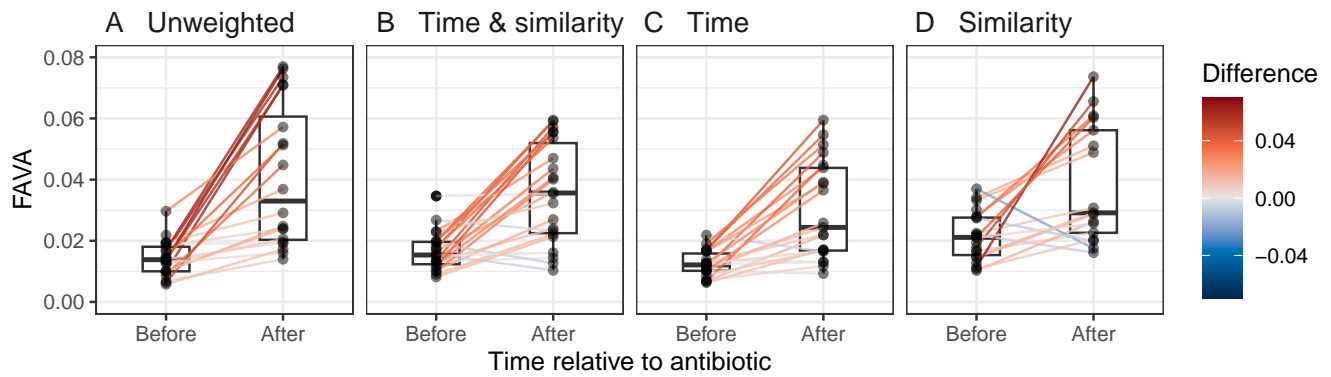 A Unweighted
B Time & similarity
C Time
D Similarity
FAVA
0.08
0.06
0.04
0.02
0.00
Before After
Before After
Before After
Before After
Time relative to antibiotic
Difference
0.04
0.00
−0.04